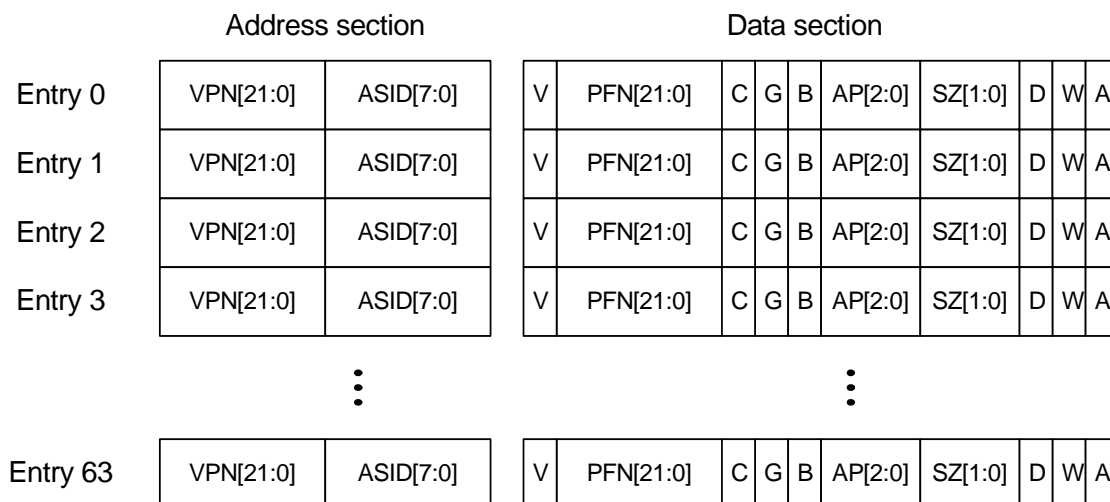 Address section Data section
Entry 0 VPN[21:0] ASID[7:0] V PFN[21:0] C G B AP[2:0] SZ[1:0] D W A
Entry 1 VPN[21:0] ASID[7:0] V PFN[21:0] C G B AP[2:0] SZ[1:0] D W A
Entry 2 VPN[21:0] ASID[7:0] V PFN[21:0] C G B AP[2:0] SZ[1:0] D W A
Entry 3 VPN[21:0] ASID[7:0] V PFN[21:0] C G B AP[2:0] SZ[1:0] D W A
Entry 63 VPN[21:0] ASID[7:0] V PFN[21:0] C G B AP[2:0] SZ[1:0] D W A